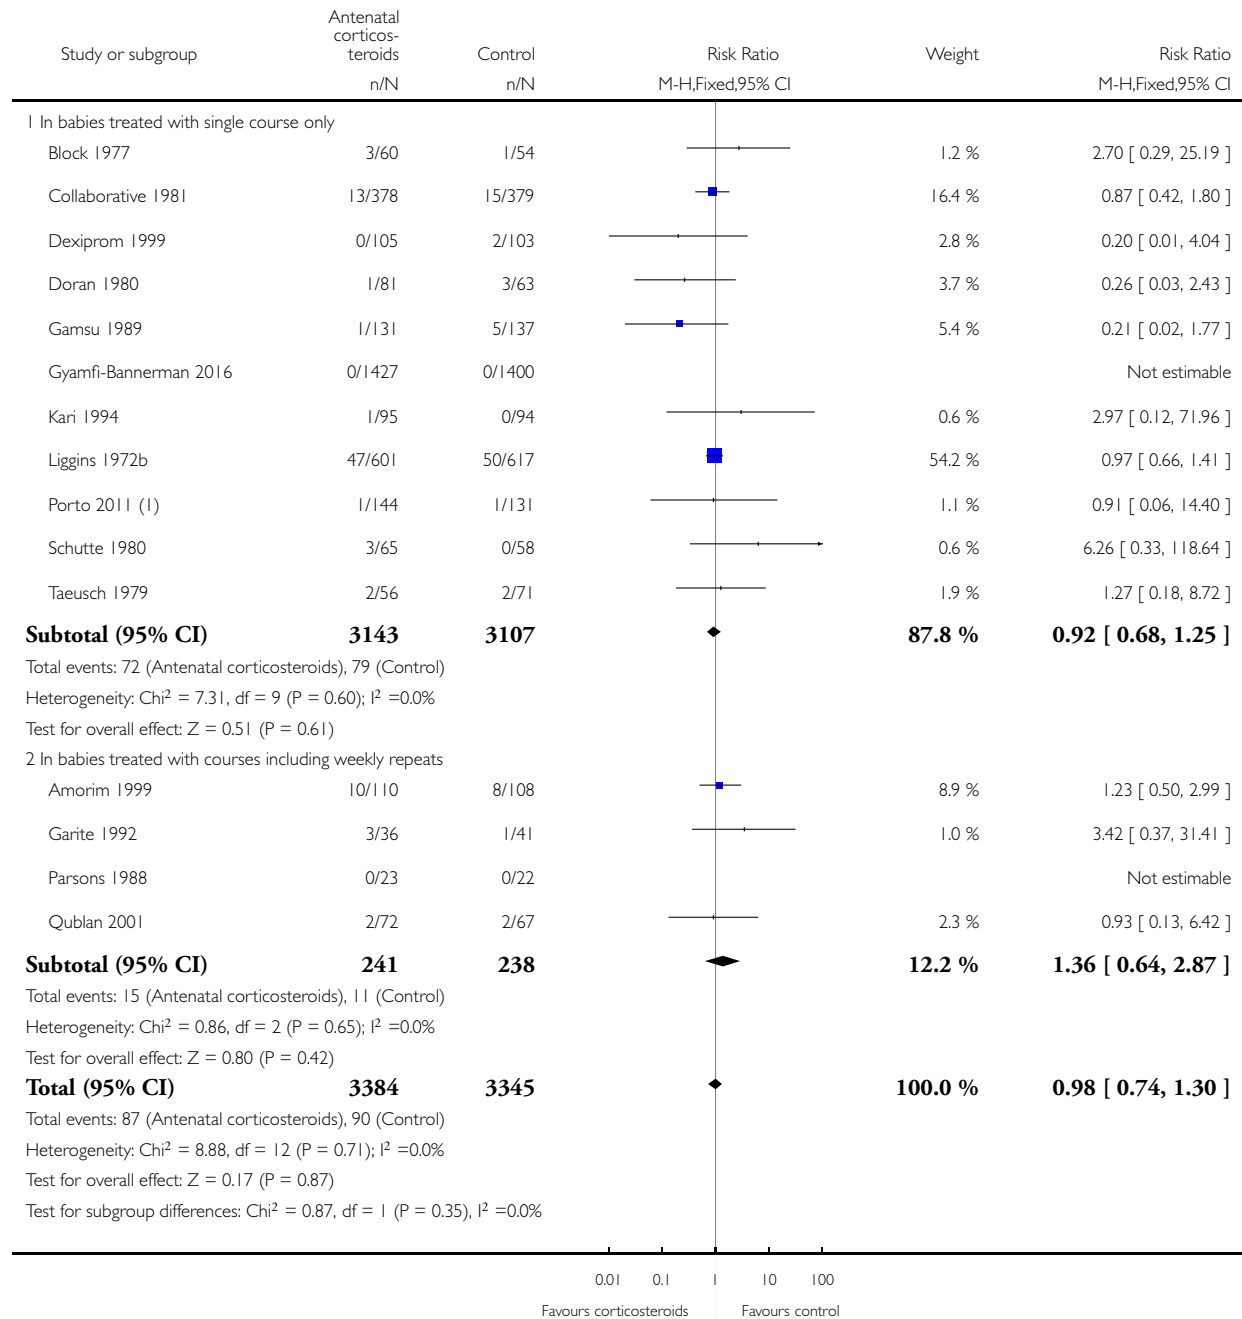 Antenatal
corticos-
Study or subgroup teroids Control Risk Ratio Weight Risk Ratio
n/N n/N M-H,Fixed,95% CI M-H,Fixed,95% CI
1 In babies treated with single course only
Block 1977 3/60 1/54 1.2 % 2.70 [ 0.29, 25.19 ]
Collaborative 1981 13/378 15/379 16.4 % 0.87 [ 0.42, 1.80 ]
Dexiprom 1999 0/105 2/103 2.8 % 0.20 [ 0.01, 4.04 ]
Doran 1980 1/81 3/63 3.7 % 0.26 [ 0.03, 2.43 ]
Gamsu 1989 1/131 5/137 5.4 % 0.21 [ 0.02, 1.77 ]
Gyamfi-Bannerman 2016 0/1427 0/1400 Not estimable
Kari 1994 1/95 0/94 0.6 % 2.97 [ 0.12, 71.96 ]
Liggins 1972b 47/601 50/617 54.2 % 0.97 [ 0.66, 1.41 ]
Porto 2011 (1) 1/144 1/131 1.1 % 0.91 [ 0.06, 14.40 ]
Schutte 1980 3/65 0/58 0.6 % 6.26 [ 0.33, 118.64 ]
Taeusch 1979 2/56 2/71 1.9 % 1.27 [ 0.18, 8.72 ]
Subtotal (95% CI) 3143 3107 87.8 % 0.92 [ 0.68, 1.25 ]
Total events: 72 (Antenatal corticosteroids), 79 (Control)
Heterogeneity: Chi² = 7.31, df = 9 (P = 0.60); I² =0.0%
Test for overall effect: Z = 0.51 (P = 0.61)
2 In babies treated with courses including weekly repeats
Amorim 1999 10/110 8/108 8.9 % 1.23 [ 0.50, 2.99 ]
Garite 1992 3/36 1/41 1.0 % 3.42 [ 0.37, 31.41 ]
Parsons 1988 0/23 0/22 Not estimable
Qublan 2001 2/72 2/67 2.3 % 0.93 [ 0.13, 6.42 ]
Subtotal (95% CI) 241 238 12.2 % 1.36 [ 0.64, 2.87 ]
Total events: 15 (Antenatal corticosteroids), 11 (Control)
Heterogeneity: Chi² = 0.86, df = 2 (P = 0.65); I² =0.0%
Test for overall effect: Z = 0.80 (P = 0.42)
Total (95% CI) 3384 3345 100.0 % 0.98 [ 0.74, 1.30 ]
Total events: 87 (Antenatal corticosteroids), 90 (Control)
Heterogeneity: Chi² = 8.88, df = 12 (P = 0.71); I² =0.0%
Test for overall effect: Z = 0.17 (P = 0.87)
Test for subgroup differences: Chi² = 0.87, df = 1 (P = 0.35), I² =0.0%
0.01 0.1 1 10 100
Favours corticosteroids Favours control